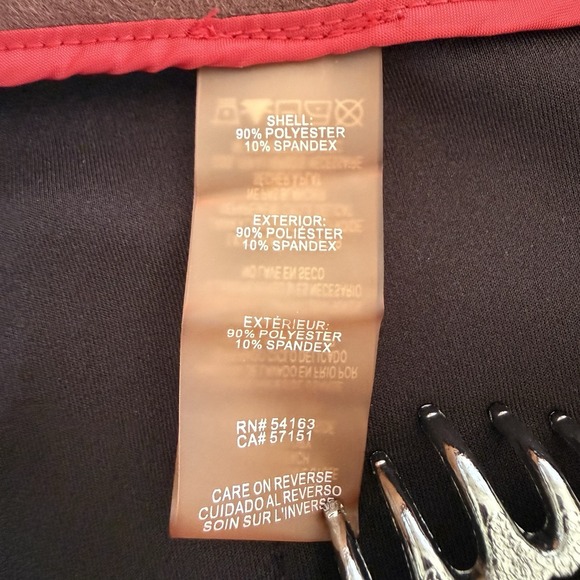 SHELL:
90% POLYESTER
10% SPANDEX
EXTERIOR:
90% POLIÉSTER
10% SPANDEX
EXTÉRIEUR:
90% POLYESTER
10% SPANDEX
RN# 54163
CA# 57151
CARE ON REVERSE
CUIDADO AL REVERSO
SOIN SUR L'INVERSE